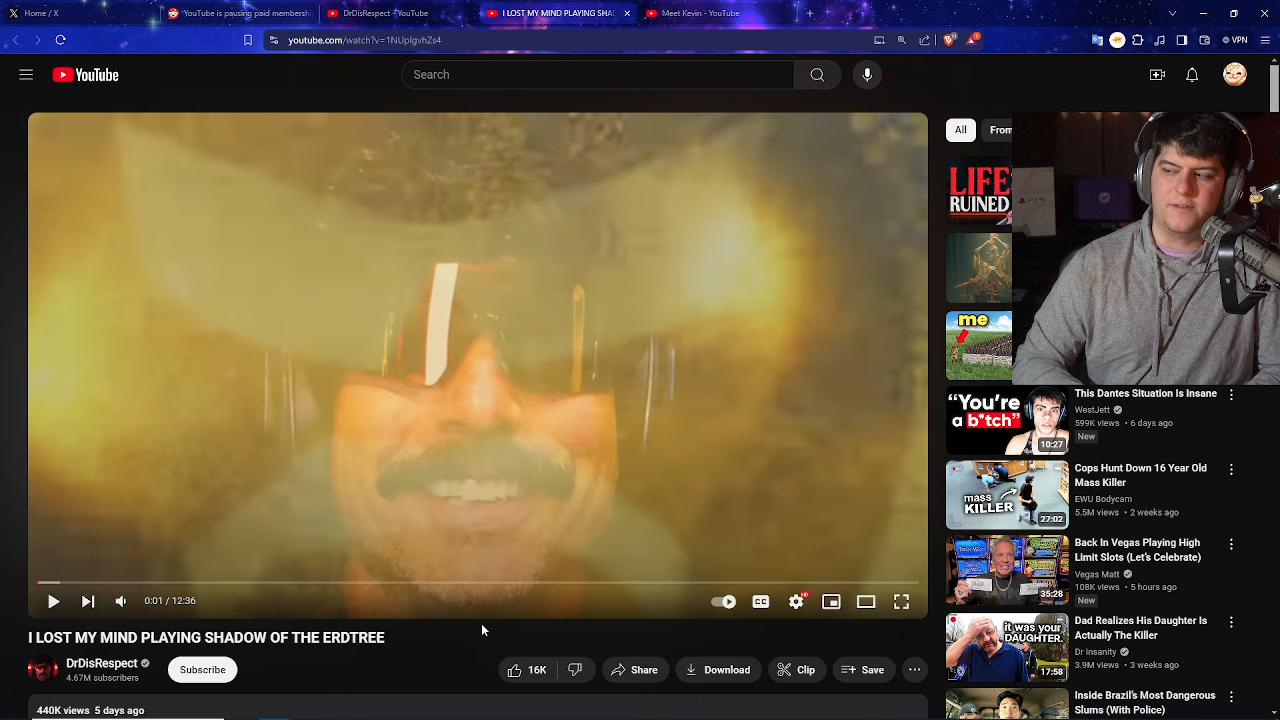 Home / X
YouTube is pausing paid membershi
DrDisRespect - YouTube
I LOST MY MIND PLAYING SHA
Meet Kevin - YouTube
youtube.com/watch?v=1NUplgvhZs4
VPN
YouTube
Search
All
From
LIFE
RUINED
me
"You're
a b*tch"
10:27
This Dantes Situation Is Insane
WestJett
599K views • 6 days ago
New
mass
KILLER
27:02
Cops Hunt Down 16 Year Old
Mass Killer
EWU Bodycam
5.5M views • 2 weeks ago
35:28
Back In Vegas Playing High
Limit Slots (Let's Celebrate)
Vegas Matt
108K views • 5 hours ago
New
it was your
DAUGHTER.
17:58
Dad Realizes His Daughter Is
Actually The Killer
Dr Insanity
3.9M views • 3 weeks ago
Inside Brazil's Most Dangerous
Slums (With Police)
0:01 / 12:36
CC
HD
I LOST MY MIND PLAYING SHADOW OF THE ERDTREE
DrDisRespect
4.67M subscribers
Subscribe
16K
Share
Download
Clip
Save
440K views 5 days ago